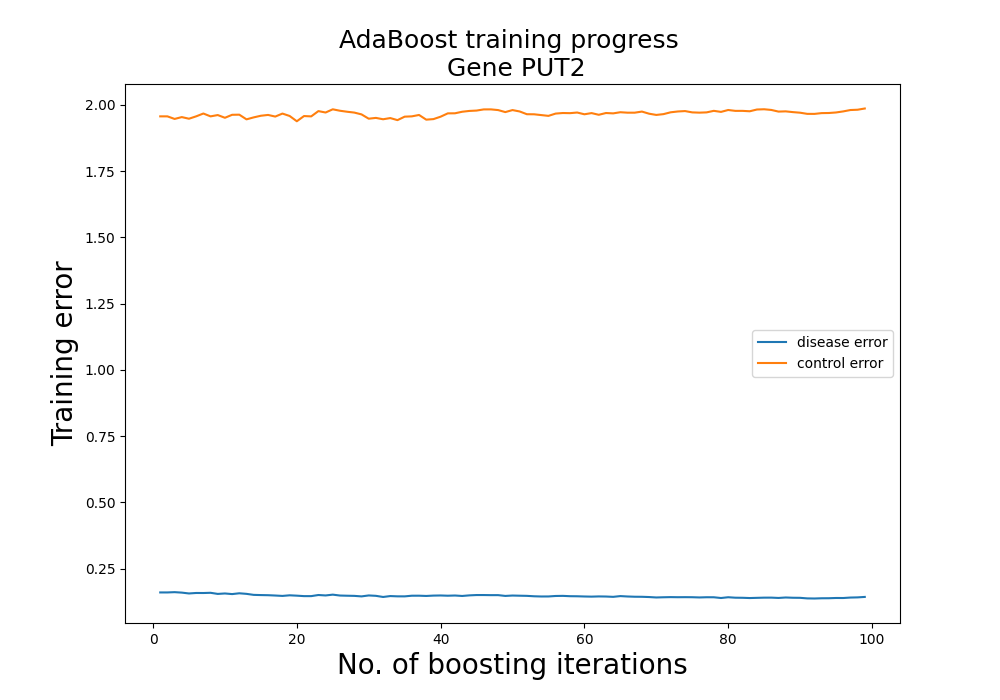 AdaBoost training progress
Gene PUT2
Training error
2.00
1.75
1.50
1.25
1.00
0.75
0.50
0.25
disease error
control error
0 20 40 60 80 100
No. of boosting iterations